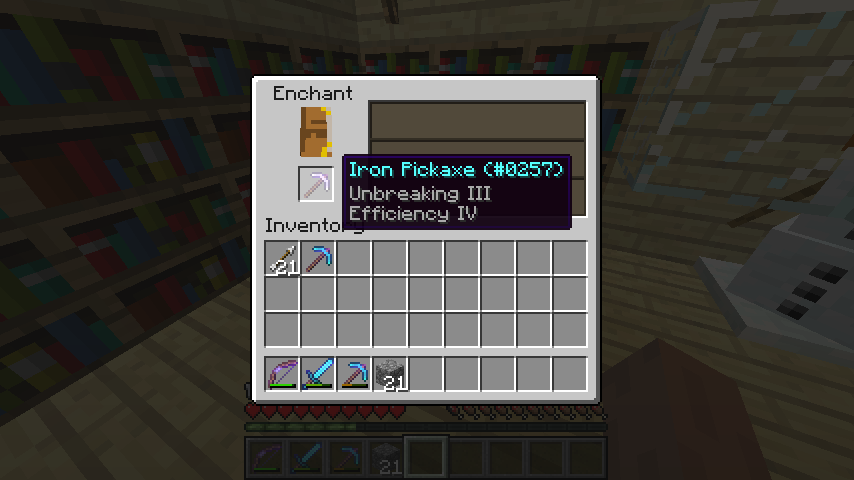 Enchant
Iron Pickaxe (#0257)
Unbreaking III
Efficiency IV
Inventory
21
21
21